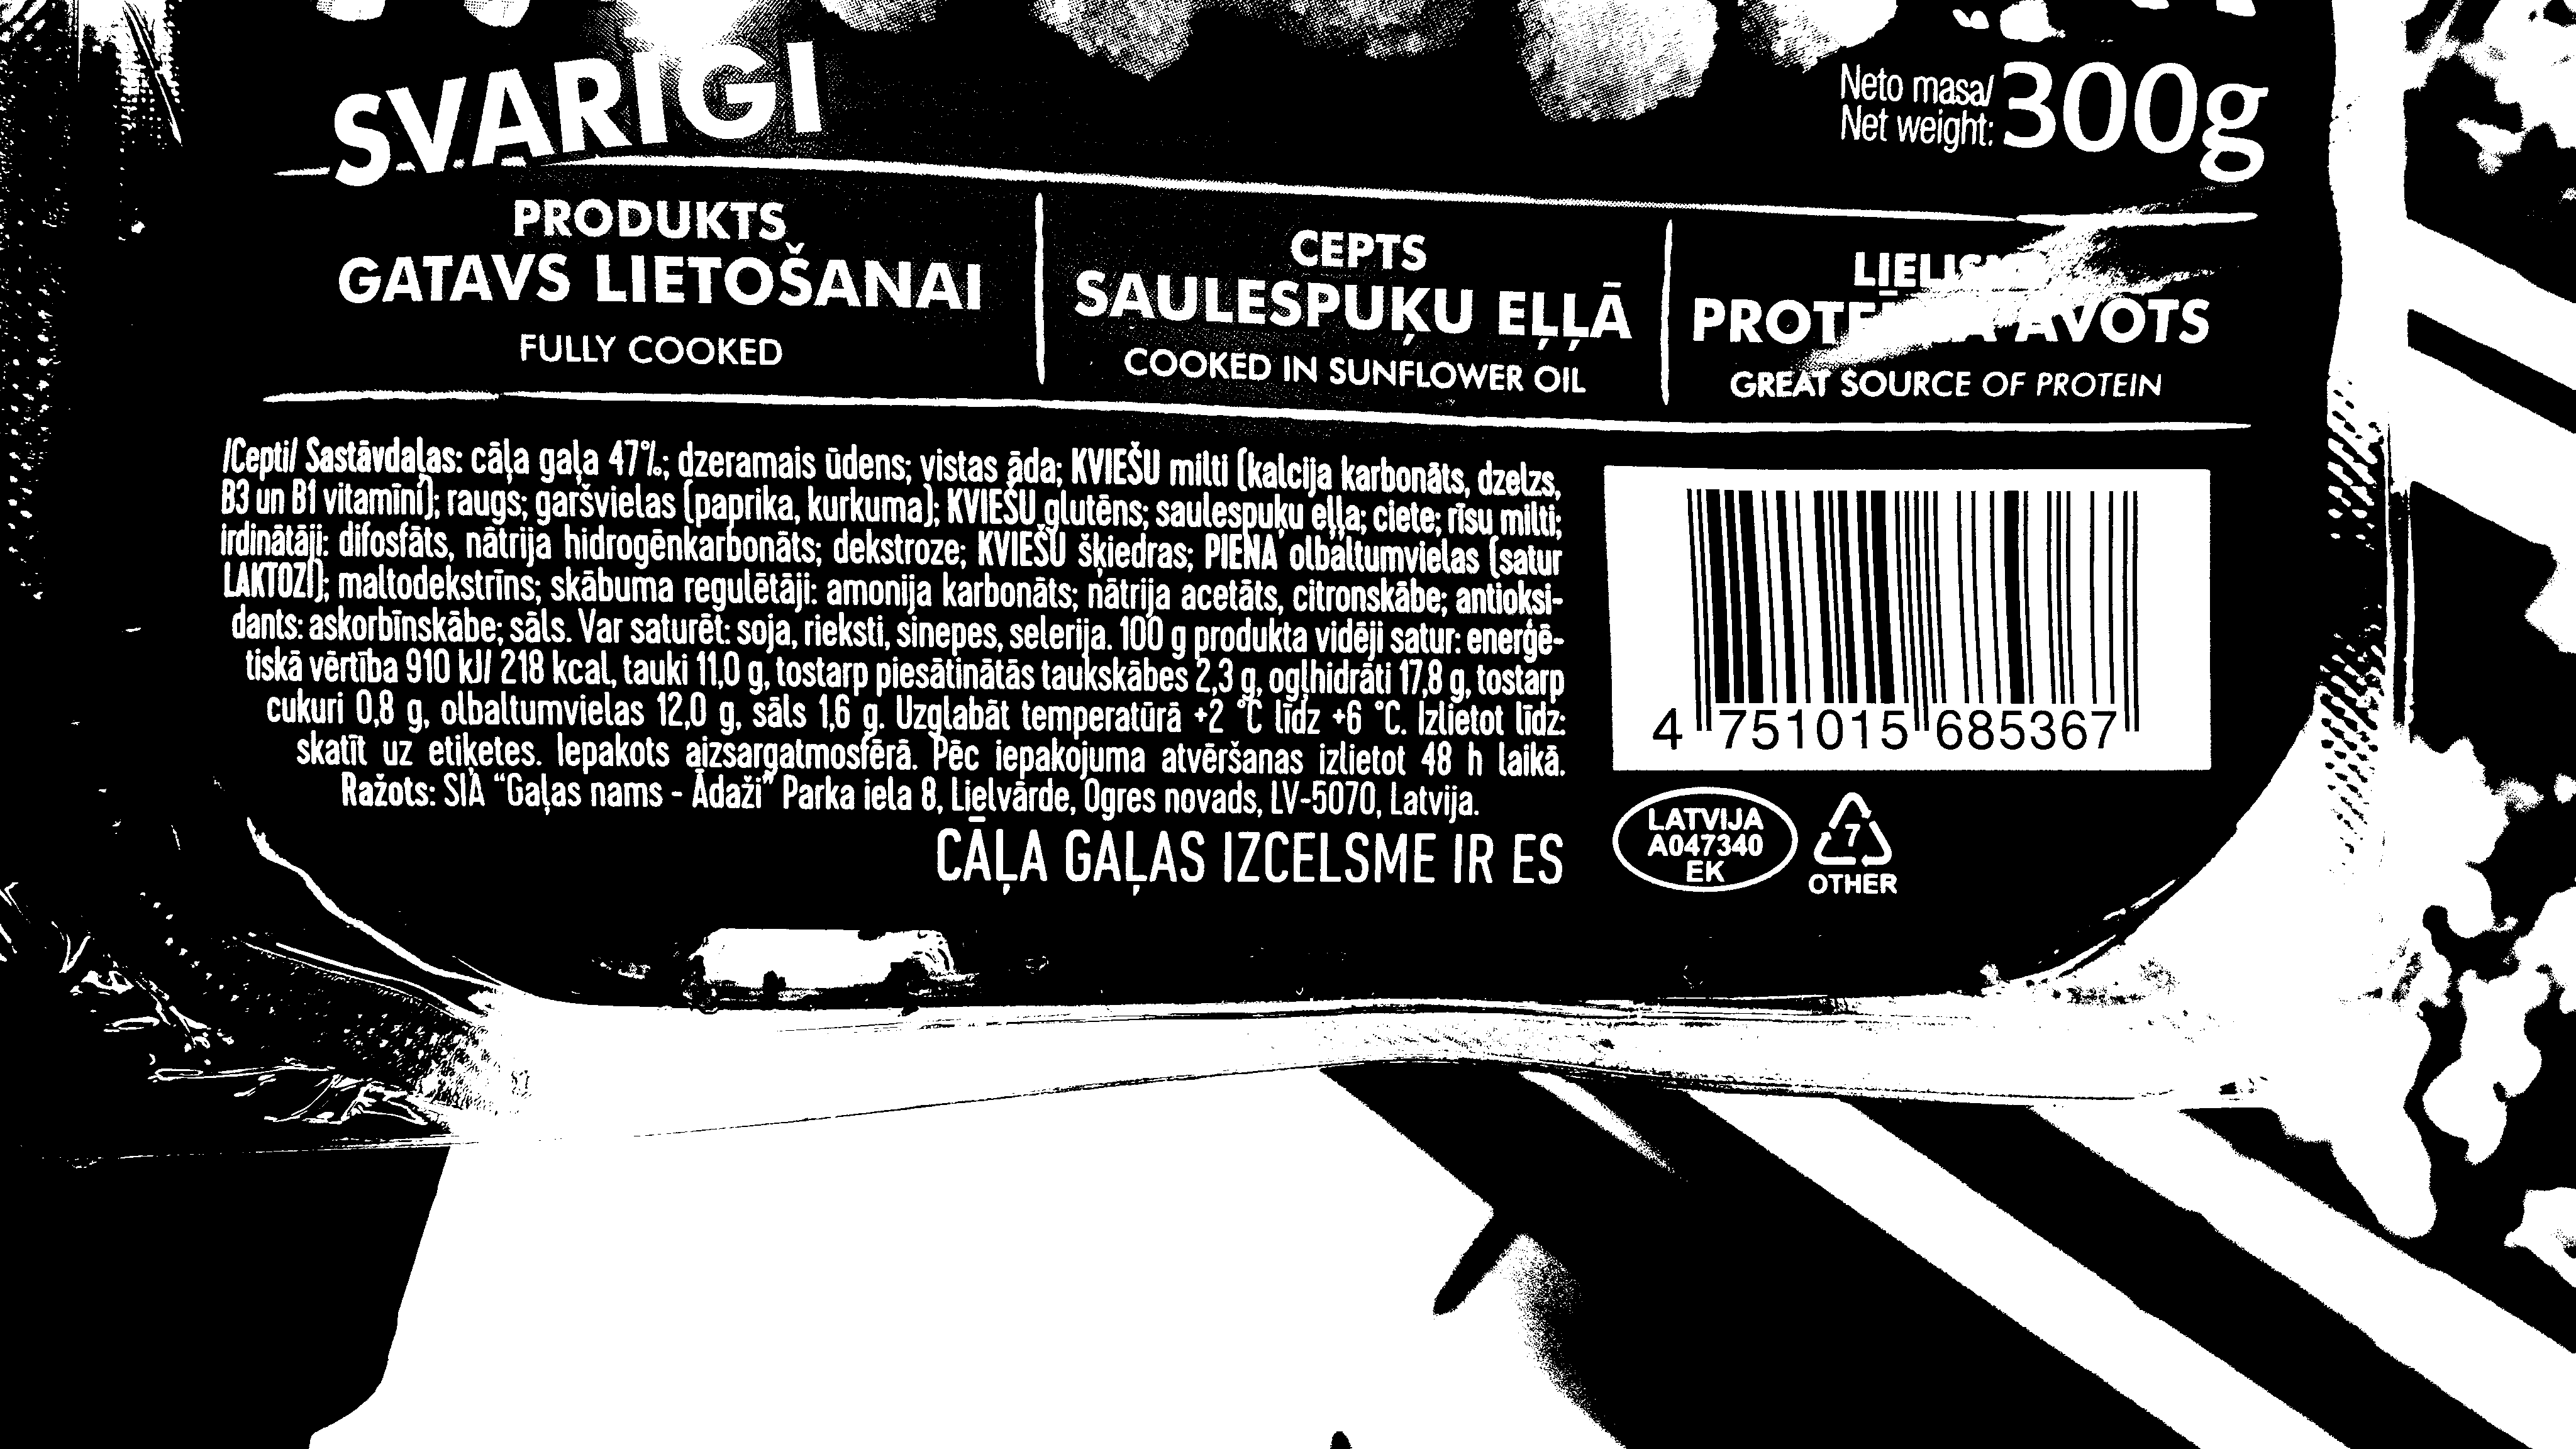 SVARĪGI
Neto masa/
Net weight: 300g
PRODUKTS
GATAVS LIETOŠANAI
FULLY COOKED
CEPTS
SAULESPUĶU EĻĻĀ
COOKED IN SUNFLOWER OIL
AVOTS
GREAT SOURCE OF PROTEIN
/Cepti/ Sastāvdaļas: cāļa gaļa 47%; dzeramais ūdens; vistas āda; KVIEŠU milti (kalcija karbonāts, dzelzs,
B3 un B1 vitamīni); raugs; garšvielas (paprika, kurkuma); KVIEŠU glutēns; saulespuķu eļļa; ciete; rīsu milti;
irdinātāji: difosfāts, nātrija hidrogēnkarbonāts; dekstroze; KVIEŠU šķiedras; PIENA olbaltumvielas (satur
LAKTOZI); maltodekstrīns; skābuma regulētāji: amonija karbonāts; nātrija acetāts, citronskābe; antioksi-
dants: askorbīnskābe; sāls. Var saturēt: soja, rieksti, sinepes, selerija. 100 g produkta vidēji satur: enerģē-
tiskā vērtība 910 kJ/ 218 kcal, tauki 11,0 g, tostarp piesātinātās taukskābes 2,3 g, ogļhidrāti 17,8 g, tostarp
cukuri 0,8 g, olbaltumvielas 12,0 g, sāls 1,6 g. Uzglabāt temperatūrā +2 °C līdz +6 °C. Izlietot līdz:
skatīt uz etiķetes. Iepakots aizsargatmosfērā. Pēc iepakojuma atvēršanas izlietot 48 h laikā.
Ražots: SIA “Gaļas nams - Ādaži” Parka iela 8, Lielvārde, Ogres novads, LV-5070, Latvija.
CĀĻA GAĻAS IZCELSME IR ES
4 751015 685367
LATVIJA
A047340
EK
7
OTHER